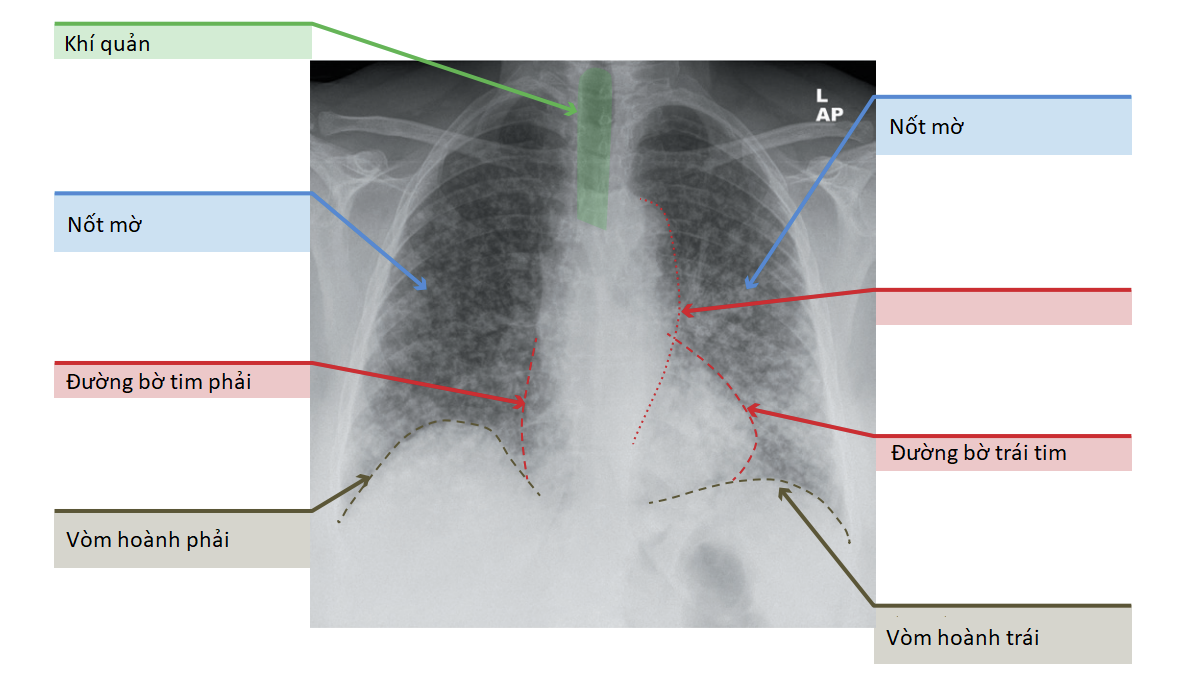 Khí quản
L
AP
Nốt mờ
Nốt mờ
Đường bờ tim phải
Đường bờ trái tim
Vòm hoành phải
Vòm hoành trái